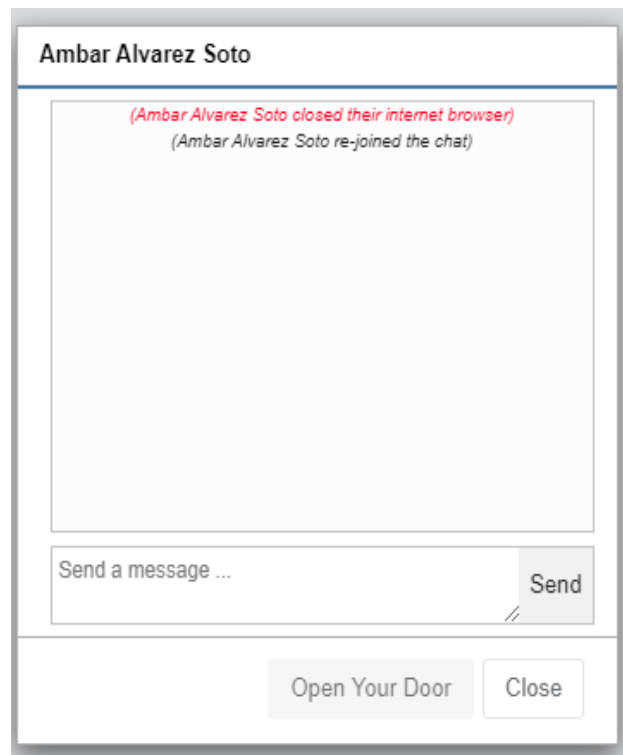 Ambar Alvarez Soto
(Ambar Alvarez Soto closed their internet browser)
(Ambar Alvarez Soto re-joined the chat)
Send a message ...
Send
Open Your Door
Close